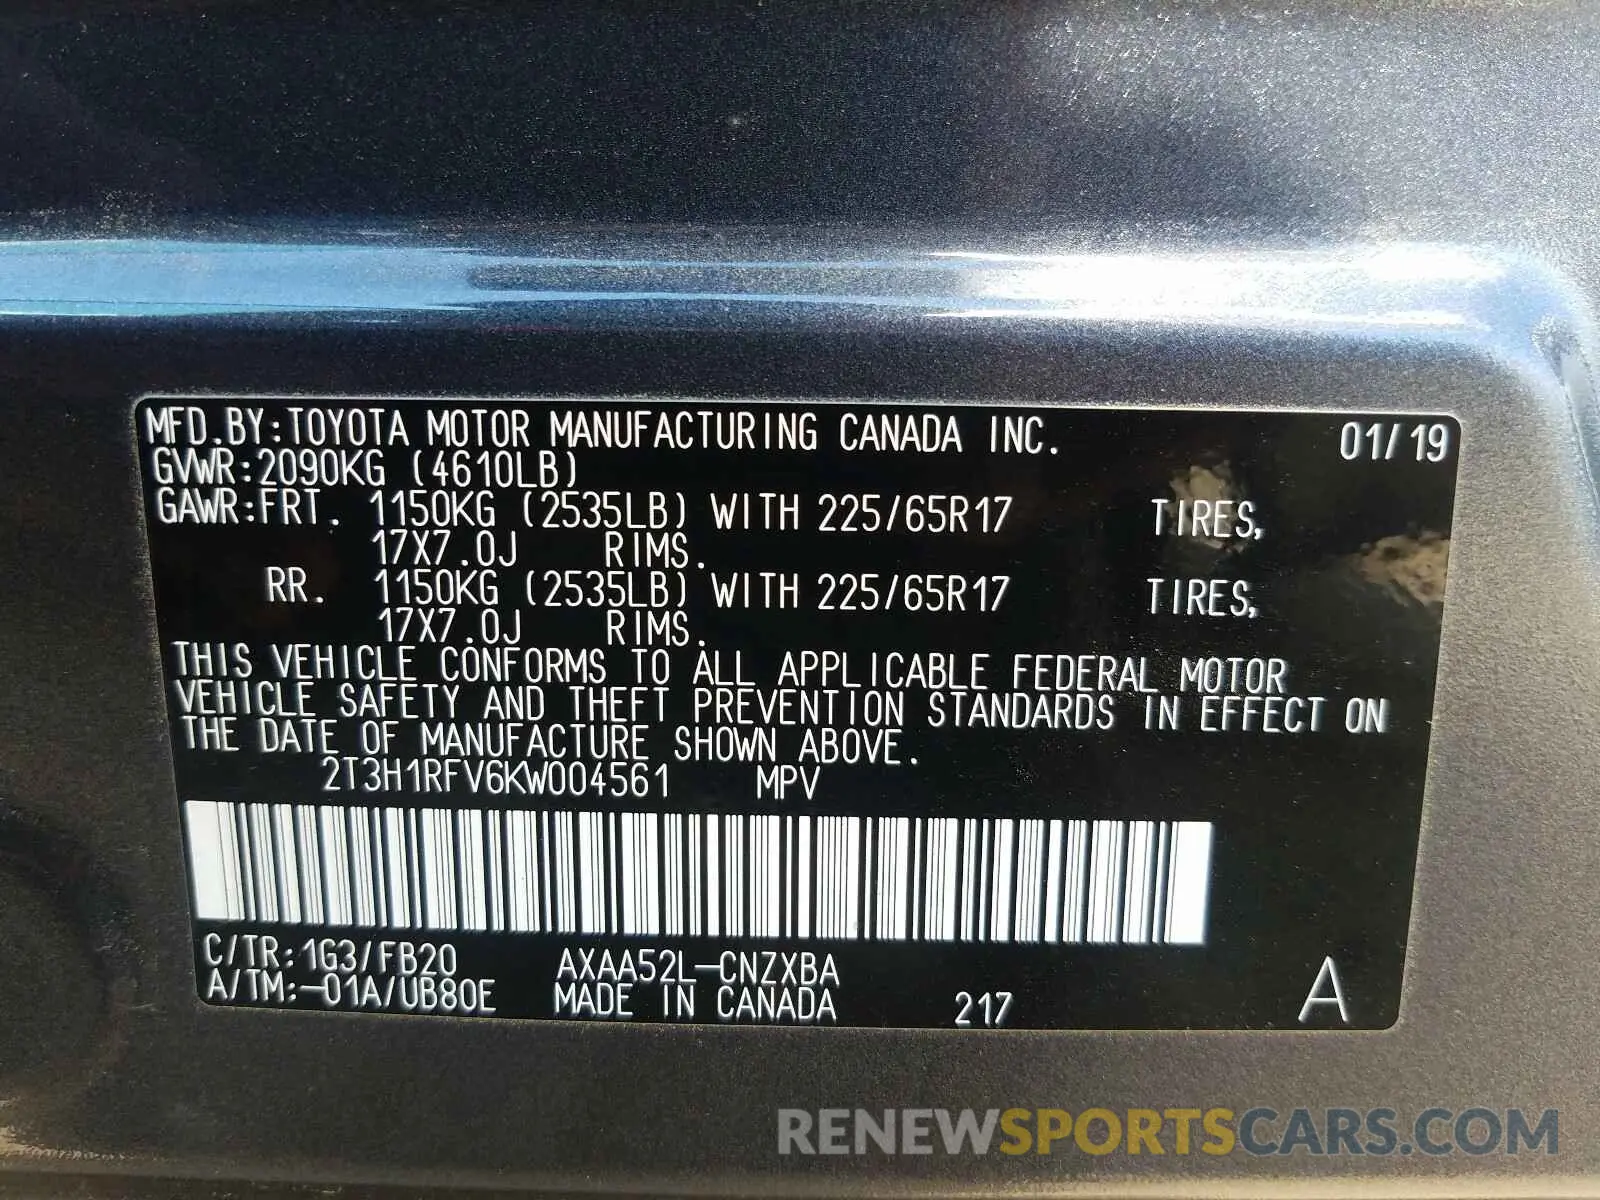 MFD.BY:TOYOTA MOTOR MANUFACTURING CANADA INC. 01/19
GVWR:2090KG (4610LB)
GAWR:FRT. 1150KG (2535LB) WITH 225/65R17 TIRES,
17X7.0J RIMS.
RR. 1150KG (2535LB) WITH 225/65R17 TIRES,
17X7.0J RIMS.
THIS VEHICLE CONFORMS TO ALL APPLICABLE FEDERAL MOTOR
VEHICLE SAFETY AND THEFT PREVENTION STANDARDS IN EFFECT ON
THE DATE OF MANUFACTURE SHOWN ABOVE.
2T3H1RFV6KW004561 MPV
C/TR:1G3/FB20 AXAA52L-CNZXBA
A/TM:-01A/UB80E MADE IN CANADA 217 A
RENEWSPORTSCARS.COM